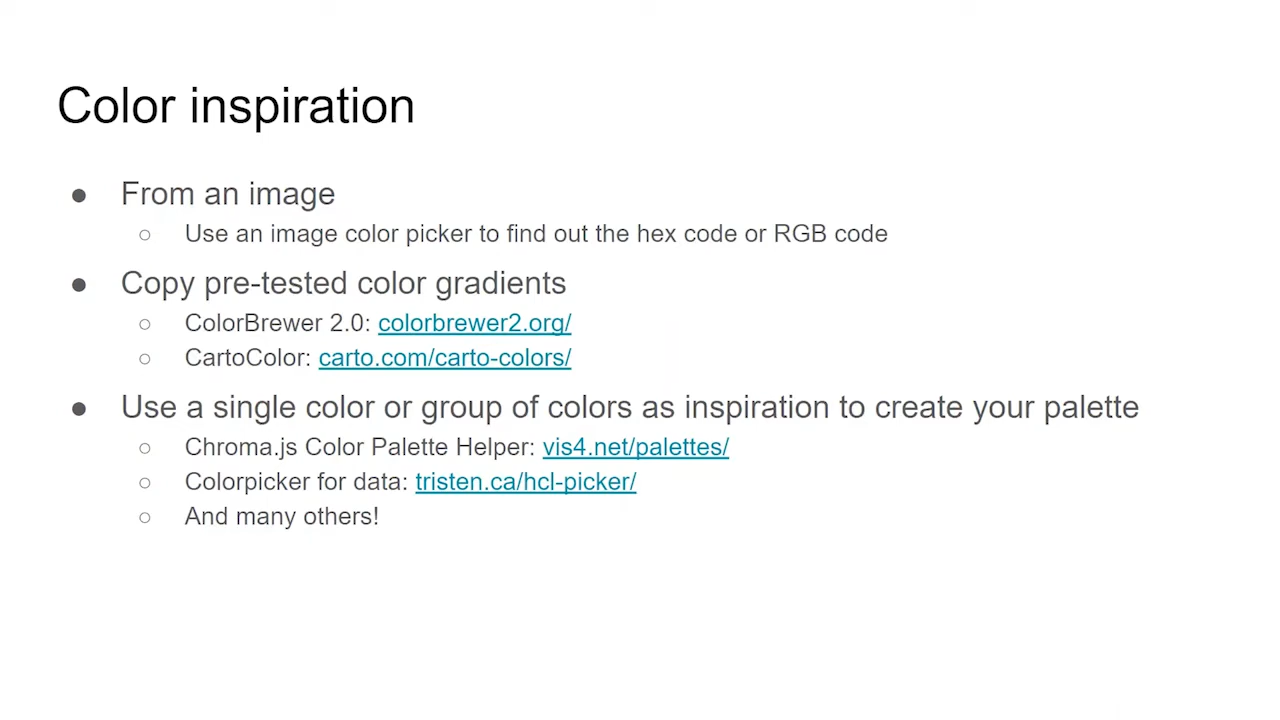 Color inspiration
● From an image
○ Use an image color picker to find out the hex code or RGB code
● Copy pre-tested color gradients
○ ColorBrewer 2.0: colorbrewer2.org/
○ CartoColor: carto.com/carto-colors/
● Use a single color or group of colors as inspiration to create your palette
○ Chroma.js Color Palette Helper: vis4.net/palettes/
○ Colorpicker for data: tristen.ca/hcl-picker/
○ And many others!